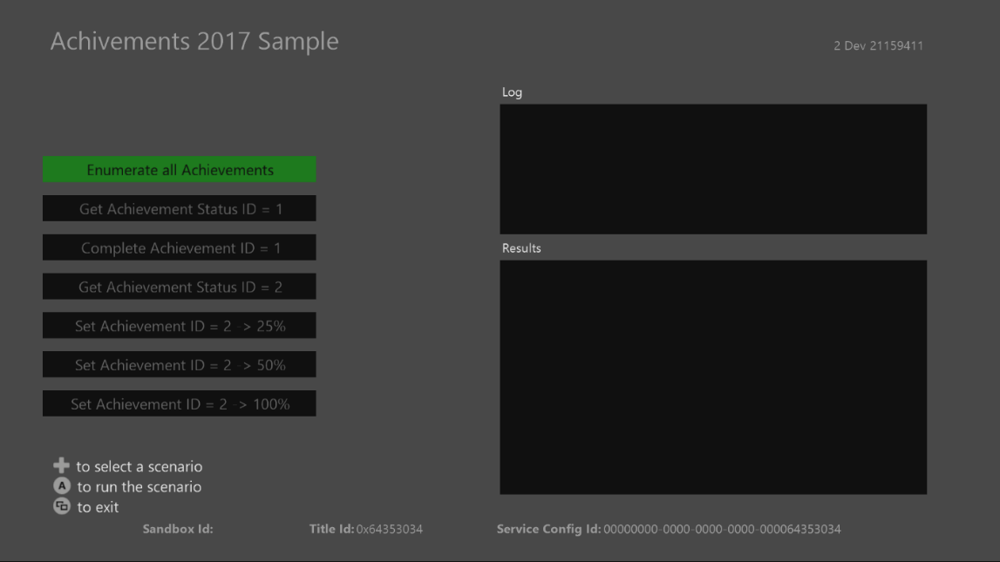 Achivements 2017 Sample
2 Dev 21159411
Log
Enumerate all Achievements
Get Achievement Status ID = 1
Complete Achievement ID = 1
Get Achievement Status ID = 2
Set Achievement ID = 2 -> 25%
Set Achievement ID = 2 -> 50%
Set Achievement ID = 2 -> 100%
Results
to select a scenario
A to run the scenario
to exit
Sandbox Id: Title Id: 0x64353034 Service Config Id: 00000000-0000-0000-0000-000064353034